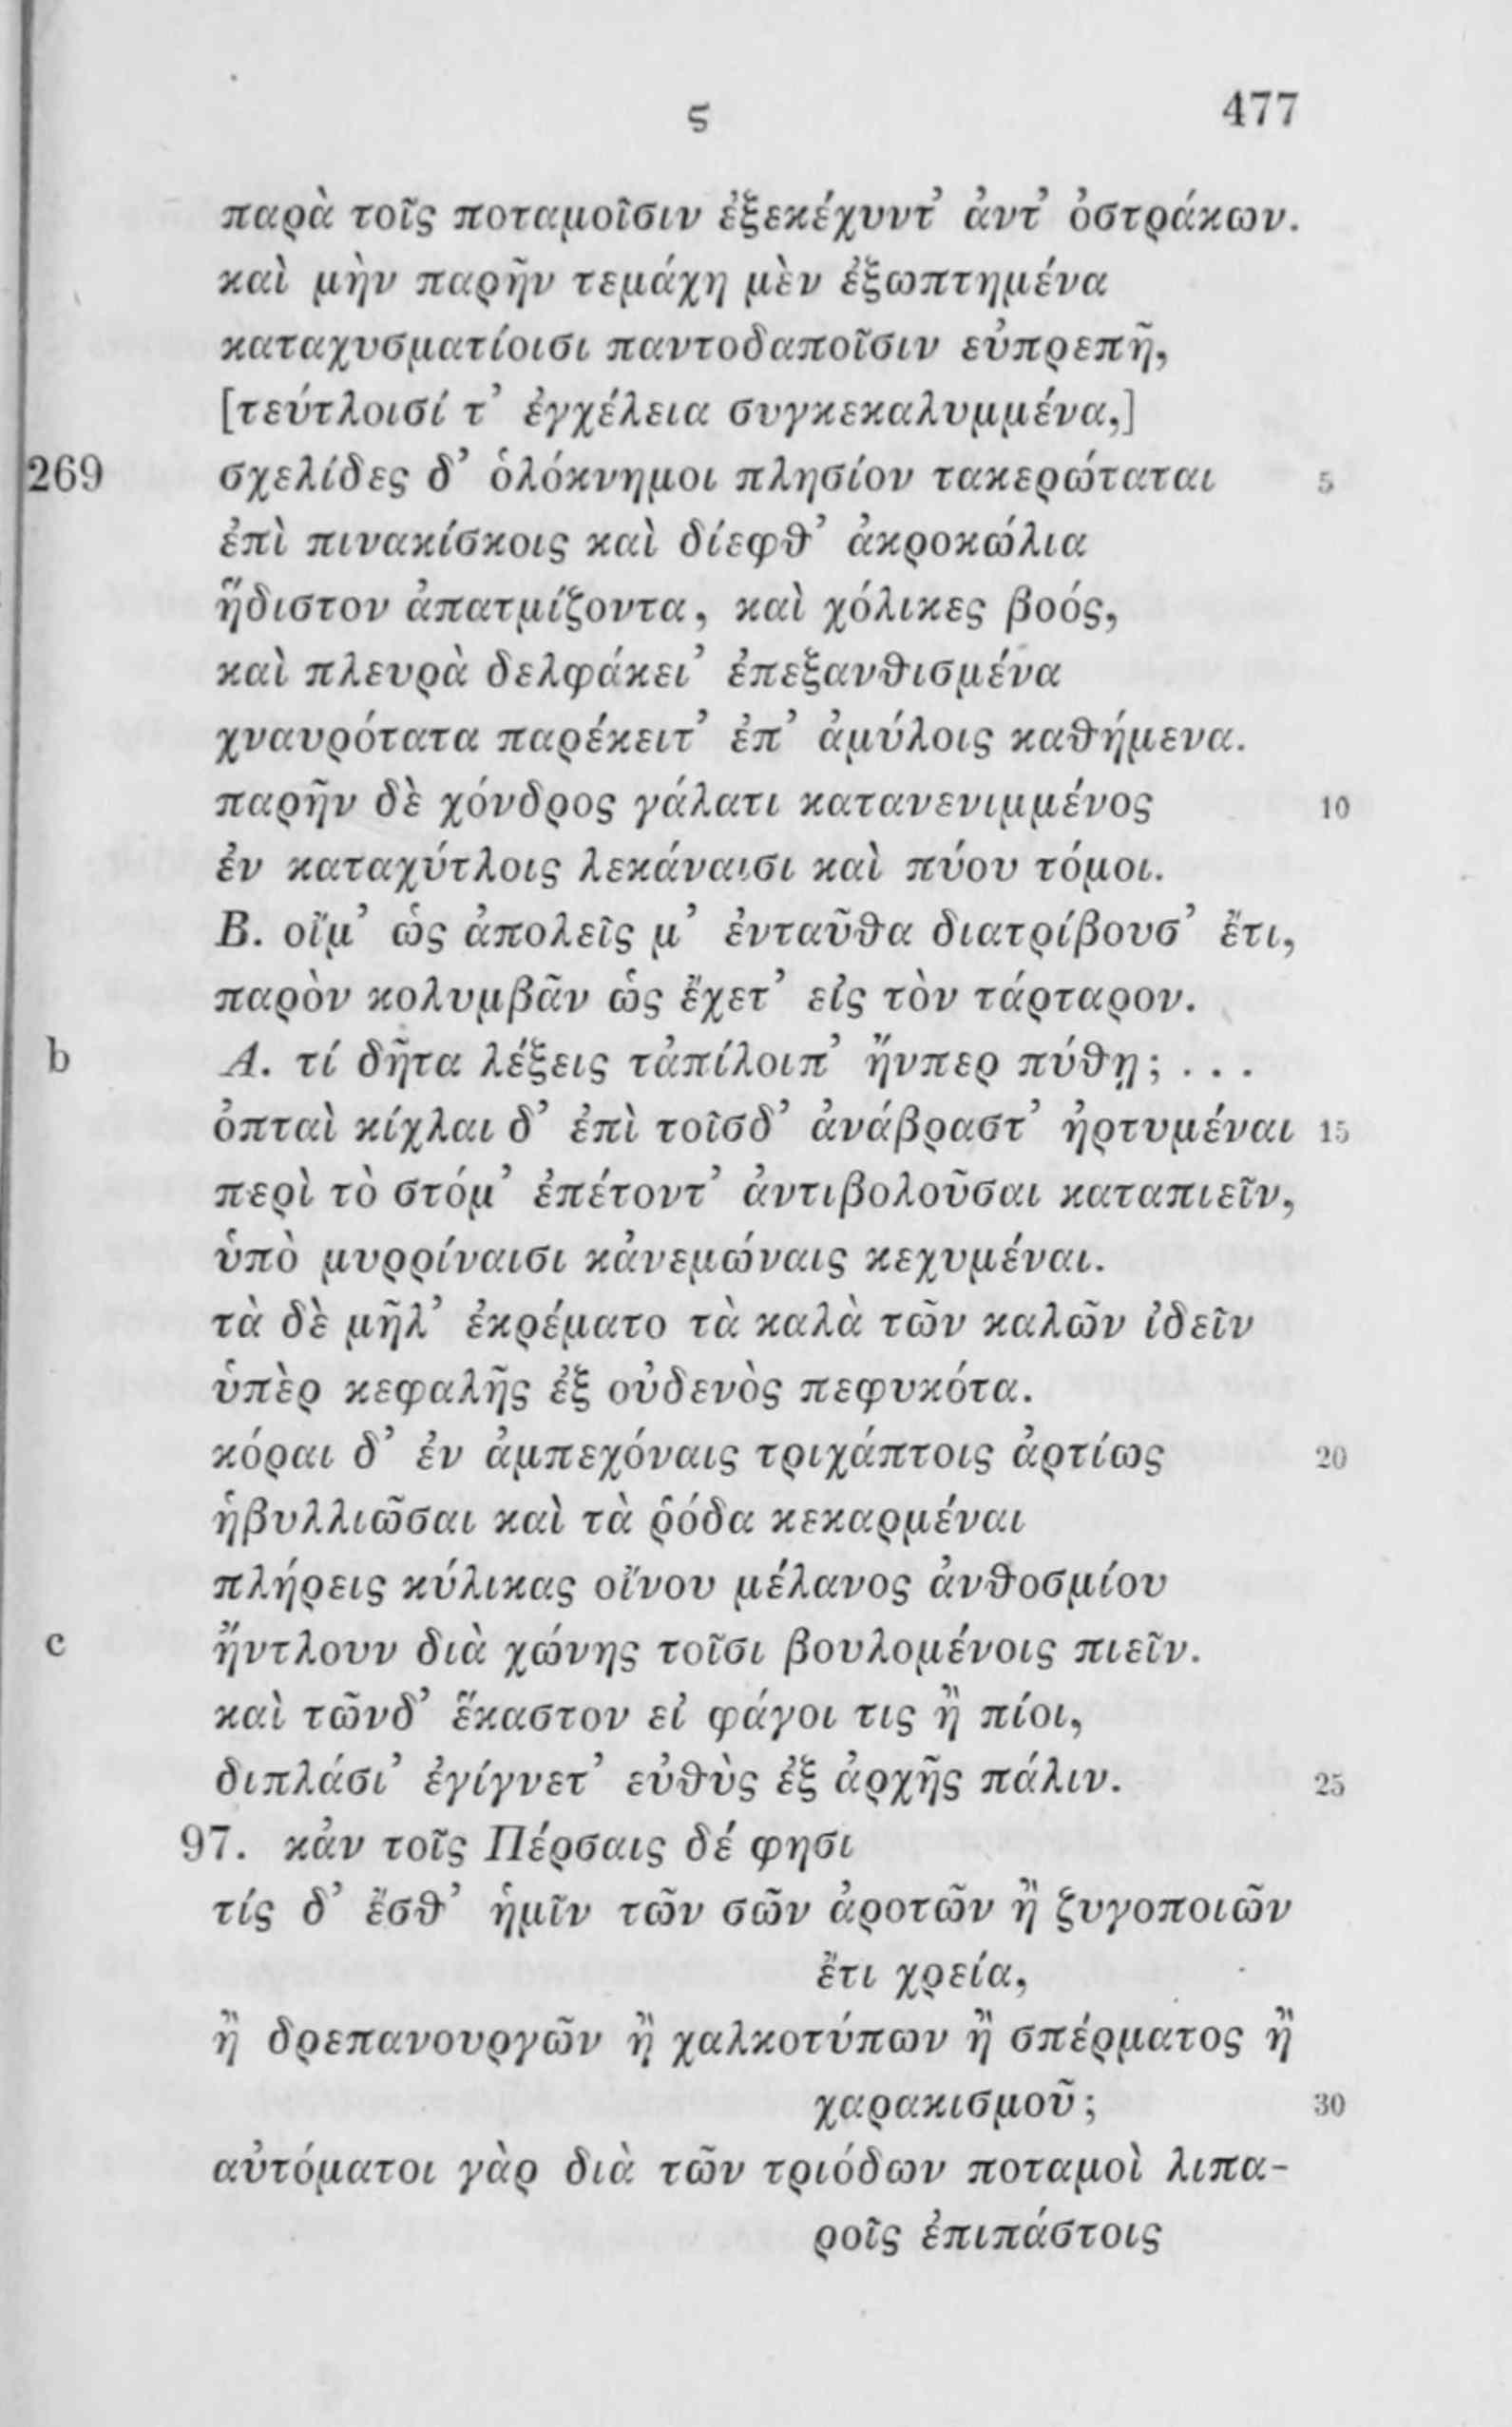 ς 477
παρὰ τοῖς ποταμοῖσιν ἐξεκέχυντ’ ἀντ’ ὀστράκων.
καὶ μὴν παρῆν τεμάχη μὲν ἐξωπτημένα
καταχυσματίοισι παντοδαποῖσιν εὐπρεπῆ,
[τεύτλοισί τ’ ἐγχέλεια συγκεκαλυμμένα,]
269 σχελίδες δ’ ὁλόκνημοι πλησίον τακερώταται 5
ἐπὶ πινακίσκοις καὶ δίεφθ’ ἀκροκώλια
ἥδιστον ἀπατμίζοντα, καὶ χόλικες βοός,
καὶ πλευρὰ δελφάκει’ ἐπεξανθισμένα
χναυρότατα παρέκειτ’ ἐπ’ ἀμύλοις καθήμενα.
παρῆν δὲ χόνδρος γάλατι κατανενιμμένος 10
ἐν καταχύτλοις λεκάναισι καὶ πύου τόμοι.
Β. οἴμ’ ὡς ἀπολεῖς μ’ ἐνταῦθα διατρίβουσ’ ἔτι,
παρὸν κολυμβᾶν ὡς ἔχετ’ εἰς τὸν τάρταρον.
b Α. τί δῆτα λέξεις τἀπίλοιπ’ ἤνπερ πύθῃ; . . .
ὀπταὶ κίχλαι δ’ ἐπὶ τοῖσδ’ ἀνάβραστ’ ἠρτυμέναι 15
περὶ τὸ στόμ’ ἐπέτοντ’ ἀντιβολοῦσαι καταπιεῖν,
ὑπὸ μυρρίναισι κἀνεμώναις κεχυμέναι.
τὰ δὲ μῆλ’ ἐκρέματο τὰ καλὰ τῶν καλῶν ἰδεῖν
ὑπὲρ κεφαλῆς ἐξ οὐδενὸς πεφυκότα.
κόραι δ’ ἐν ἀμπεχόναις τριχάπτοις ἀρτίως 20
ἡβυλλιῶσαι καὶ τὰ ῥόδα κεκαρμέναι
πλήρεις κύλικας οἴνου μέλανος ἀνθοσμίου
c ἤντλουν διὰ χώνης τοῖσι βουλομένοις πιεῖν.
καὶ τῶνδ’ ἕκαστον εἰ φάγοι τις ἢ πίοι,
διπλάσι’ ἐγίγνετ’ εὐθὺς ἐξ ἀρχῆς πάλιν. 25
97. κἀν τοῖς Πέρσαις δέ φησι
τίς δ’ ἔσθ’ ἡμῖν τῶν σῶν ἀροτῶν ἢ ζυγοποιῶν
ἔτι χρεία,
ἢ δρεπανουργῶν ἢ χαλκοτύπων ἢ σπέρματος ἢ
χαρακισμοῦ; 30
αὐτόματοι γὰρ διὰ τῶν τριόδων ποταμοὶ λιπα-
ροῖς ἐπιπάστοις